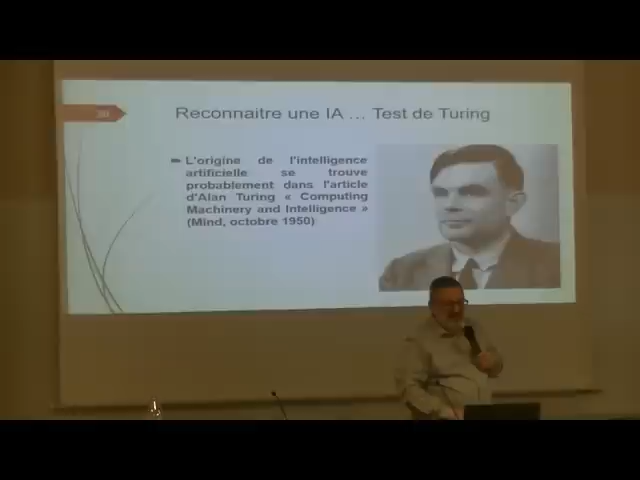 30
Reconnaitre une IA ... Test de Turing
L'origine de l'intelligence
artificielle se trouve
probablement dans l'article
d'Alan Turing « Computing
Machinery and Intelligence »
(Mind, octobre 1950)